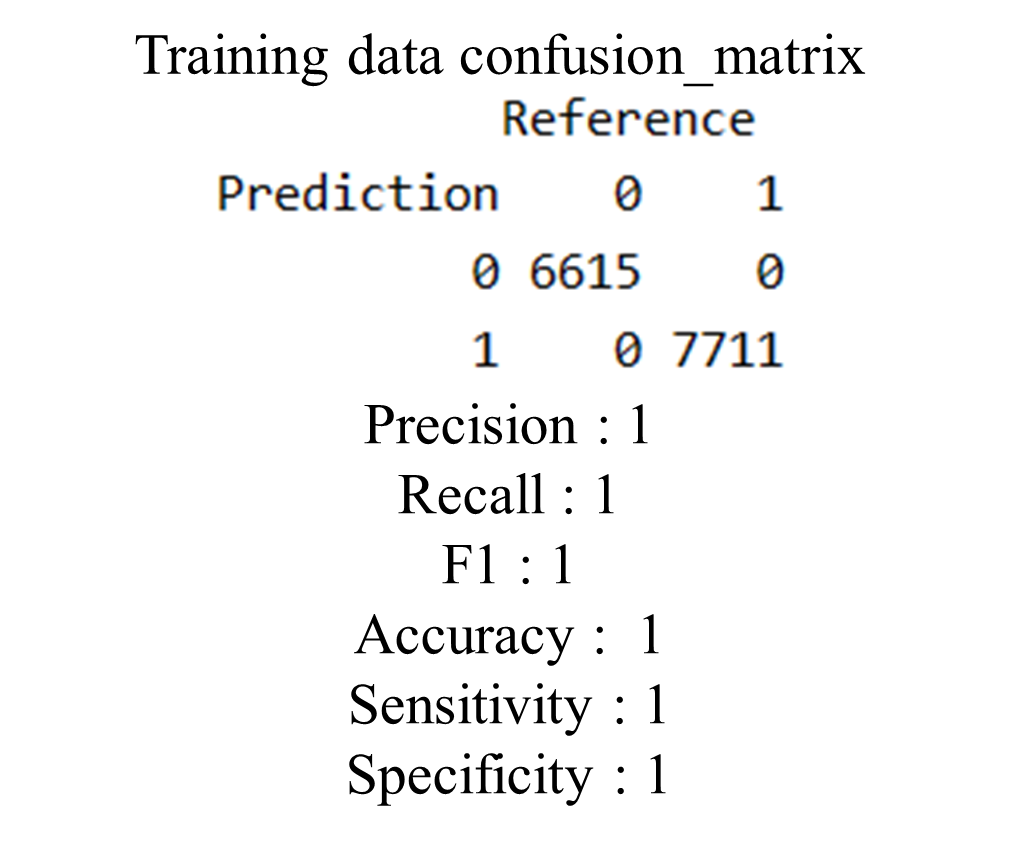 Training data confusion_matrix
Reference
Prediction 0 1
0 6615 0
1 0 7711
Precision : 1
Recall : 1
F1 : 1
Accuracy : 1
Sensitivity : 1
Specificity : 1